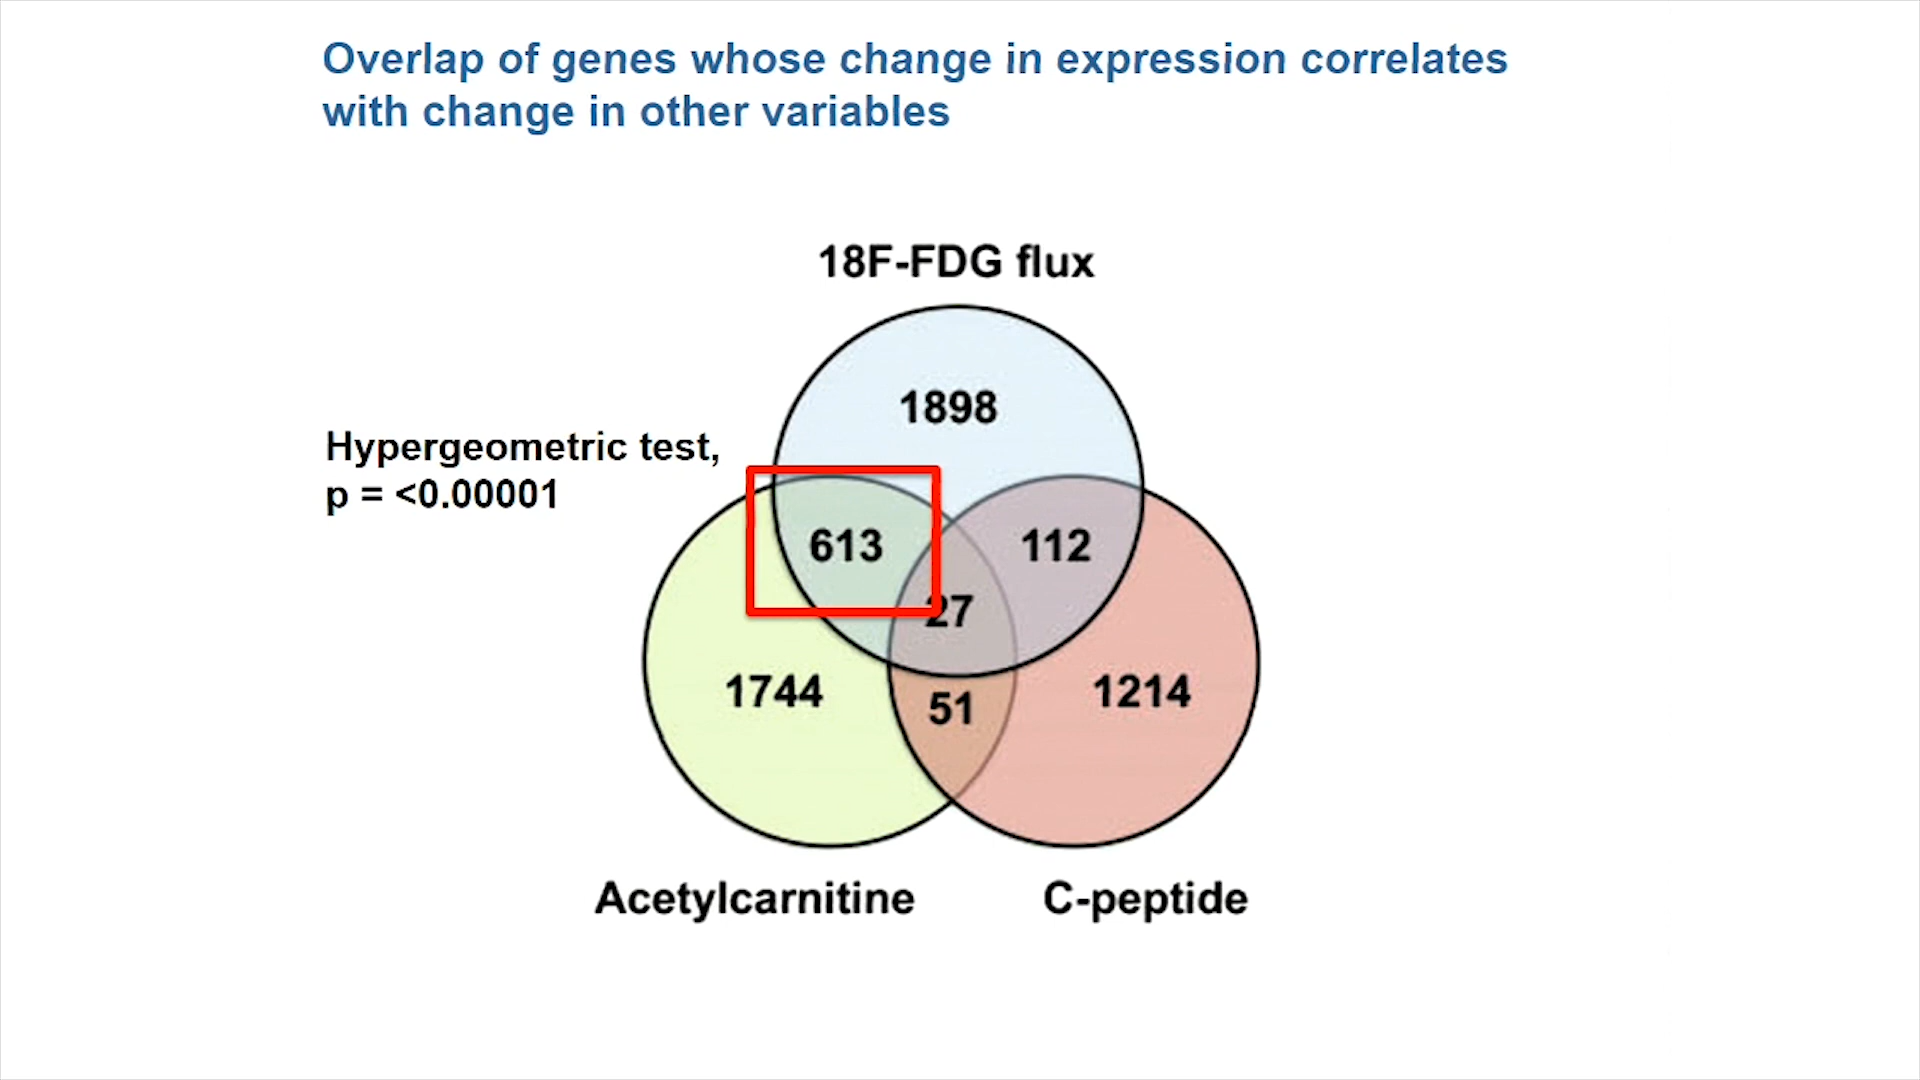 Overlap of genes whose change in expression correlates
with change in other variables
18F-FDG flux
1898
Hypergeometric test,
p = <0.00001
613
112
27
1744
51
1214
Acetylcarnitine
C-peptide